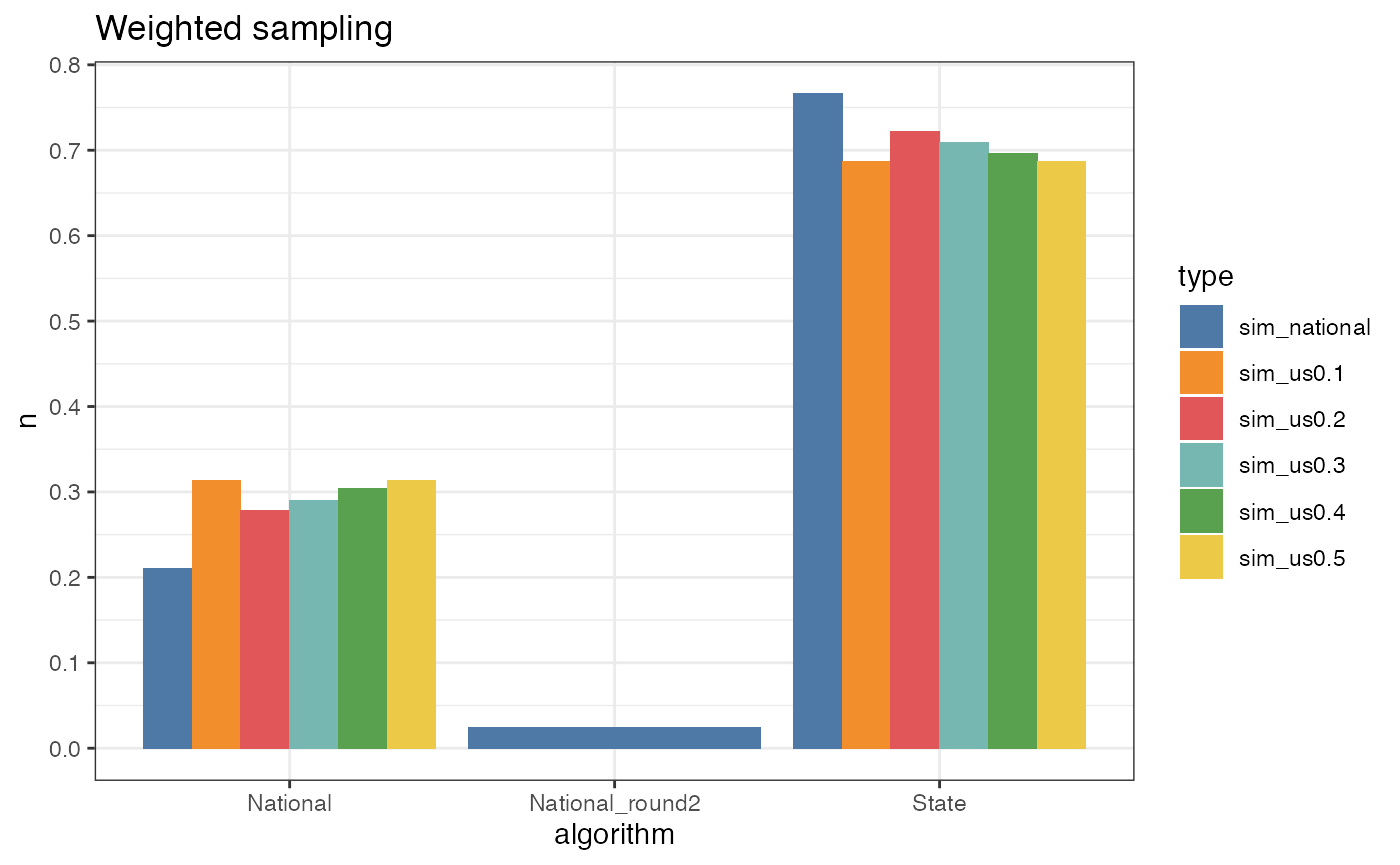 Weighted sampling
0.8
0.7
0.6
0.5
0.4
0.3
0.2
0.1
0.0
n
National
National_round2
State
algorithm
type
sim_national
sim_us0.1
sim_us0.2
sim_us0.3
sim_us0.4
sim_us0.5